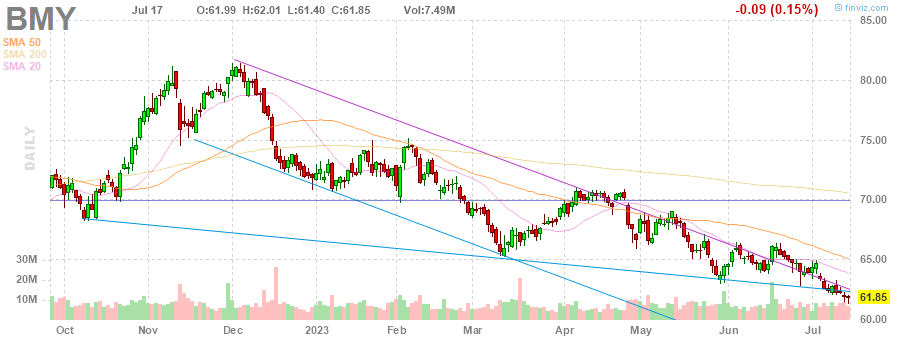 BMY Jul 17 O:61.99 H:62.01 L:61.40 C:61.85 Vol:7.49M -0.09 (0.15%) © finviz.com
SMA 50
SMA 200
SMA 20
DAILY
85.00
80.00
75.00
70.00
65.00
61.85
60.00
30M
20M
10M
Oct Nov Dec 2023 Feb Mar Apr May Jun Jul